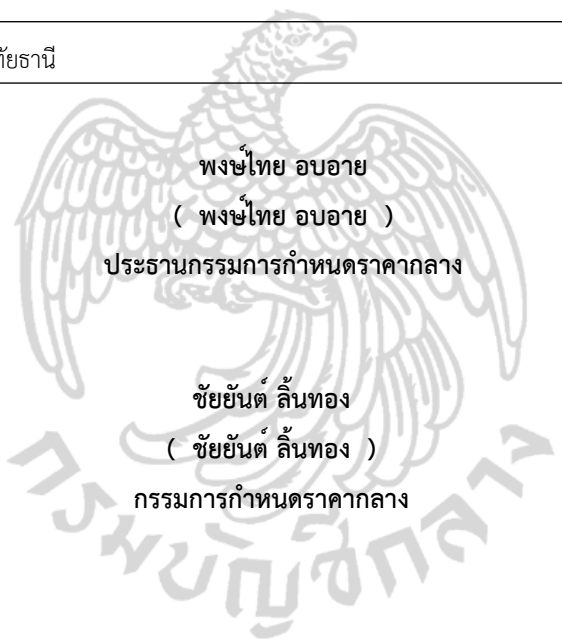 ทัยธานี
พงษ์ไทย อบอาย
( พงษ์ไทย อบอาย )
ประธานกรรมการกำหนดราคากลาง
ชัยยันต์ ลิ้นทอง
( ชัยยันต์ ลิ้นทอง )
กรรมการกำหนดราคากลาง
กรมบัญชีกลาง